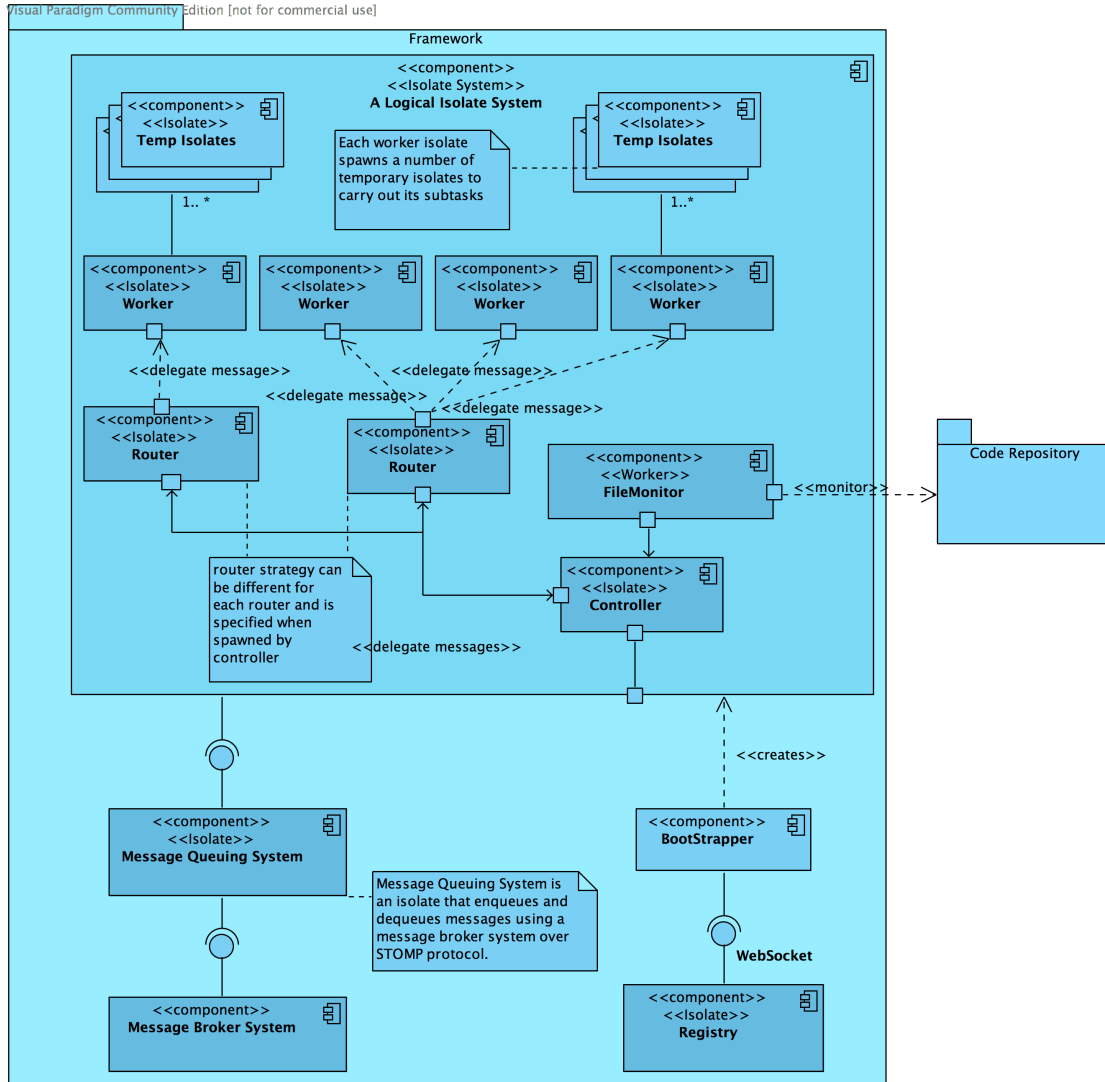 Visual Paradigm Community Edition [not for commercial use]
Framework
<<component>>
<<Isolate System>>
A Logical Isolate System
<<component>>
<<Isolate>>
Temp Isolates
1.. *
Each worker isolate
spawns a number of
temporary isolates to
carry out its subtasks
<<component>>
<<Isolate>>
Temp Isolates
1..*
<<component>>
<<Isolate>>
Worker
<<component>>
<<Isolate>>
Worker
<<component>>
<<Isolate>>
Worker
<<component>>
<<Isolate>>
Worker
<<delegate message>>
<<delegate message>>
<<delegate message>>
<<delegate message>>
<<component>>
<<Isolate>>
Router
<<component>>
<<Isolate>>
Router
<<component>>
<<Worker>>
FileMonitor
<<monitor>>
Code Repository
router strategy can
be different for
each router and is
specified when
spawned by
controller
<<component>>
<<Isolate>>
Controller
<<delegate messages>>
<<creates>>
<<component>>
<<Isolate>>
Message Queuing System
<<component>>
BootStrapper
Message Queuing System is
an isolate that enqueues and
dequeues messages using a
message broker system over
STOMP protocol.
WebSocket
<<component>>
Message Broker System
<<component>>
<<Isolate>>
Registry